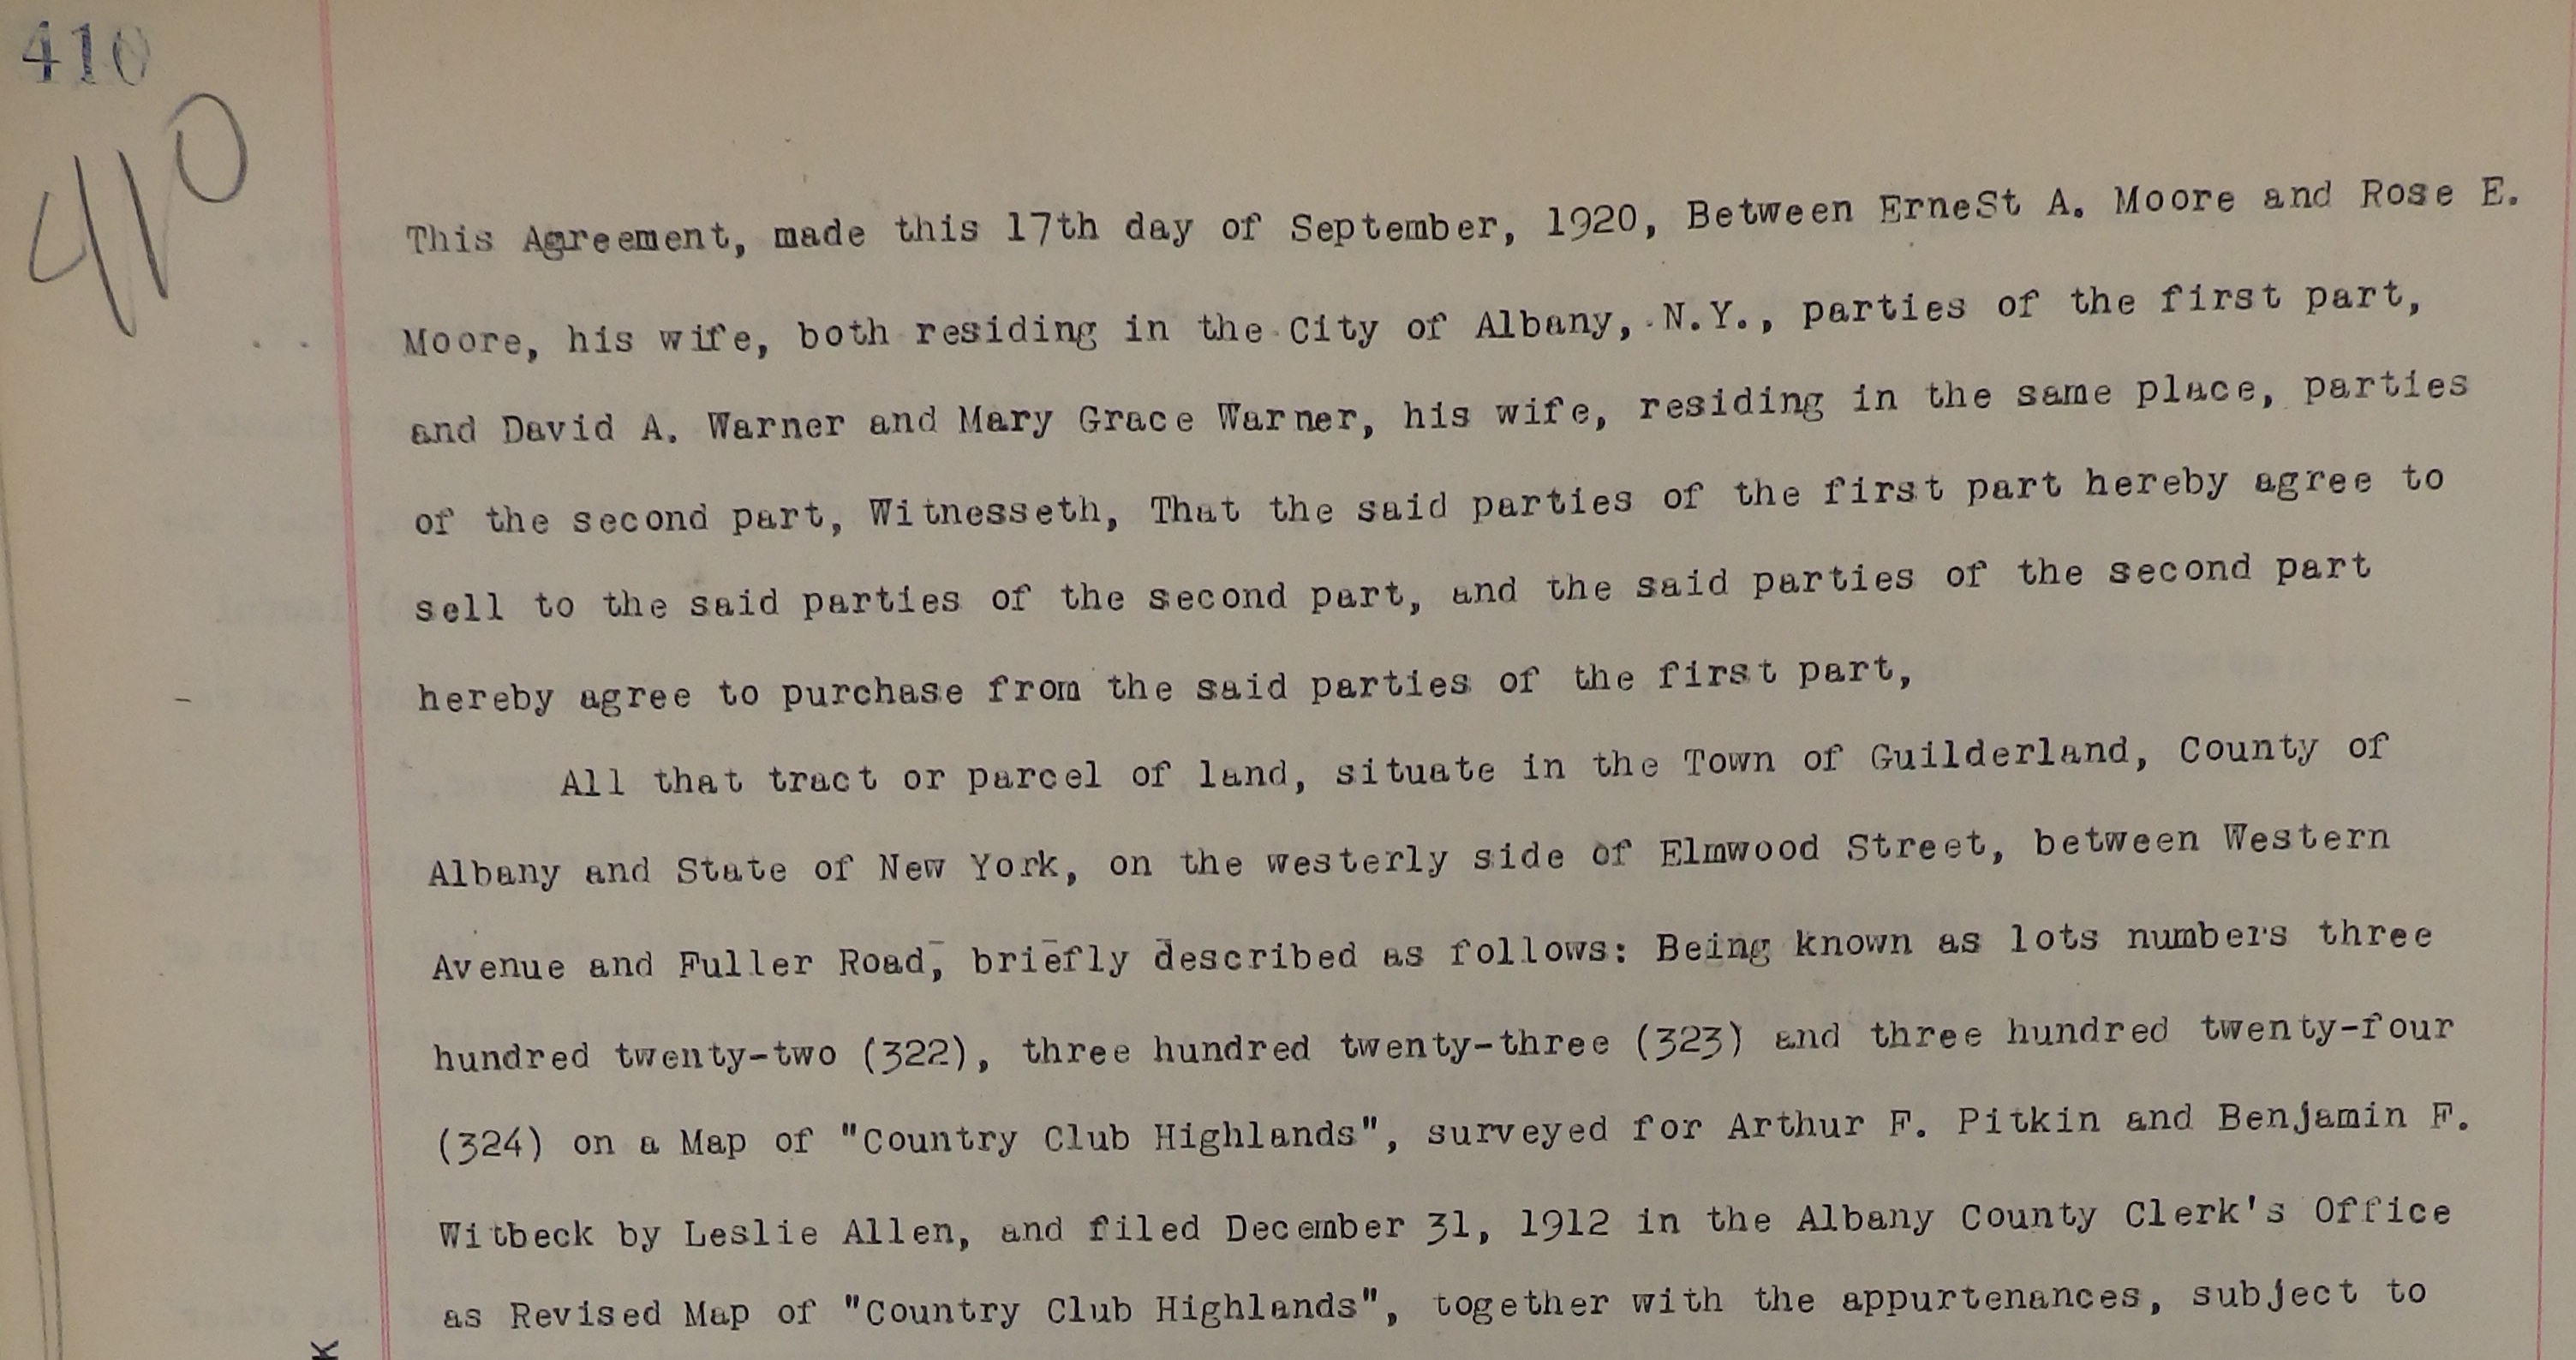 410
410
This Agreement, made this 17th day of September, 1920, Between ErneSt A. Moore and Rose E.
Moore, his wife, both residing in the City of Albany, N.Y., parties of the first part,
and David A. Warner and Mary Grace Warner, his wife, residing in the same place, parties
of the second part, Witnesseth, That the said parties of the first part hereby agree to
sell to the said parties of the second part, and the said parties of the second part
hereby agree to purchase from the said parties of the first part,
All that tract or parcel of land, situate in the Town of Guilderland, County of
Albany and State of New York, on the westerly side of Elmwood Street, between Western
Avenue and Fuller Road, briefly described as follows: Being known as lots numbers three
hundred twenty-two (322), three hundred twenty-three (323) and three hundred twenty-four
(324) on a Map of "Country Club Highlands", surveyed for Arthur F. Pitkin and Benjamin F.
Witbeck by Leslie Allen, and filed December 31, 1912 in the Albany County Clerk's Office
as Revised Map of "Country Club Highlands", together with the appurtenances, subject to
K